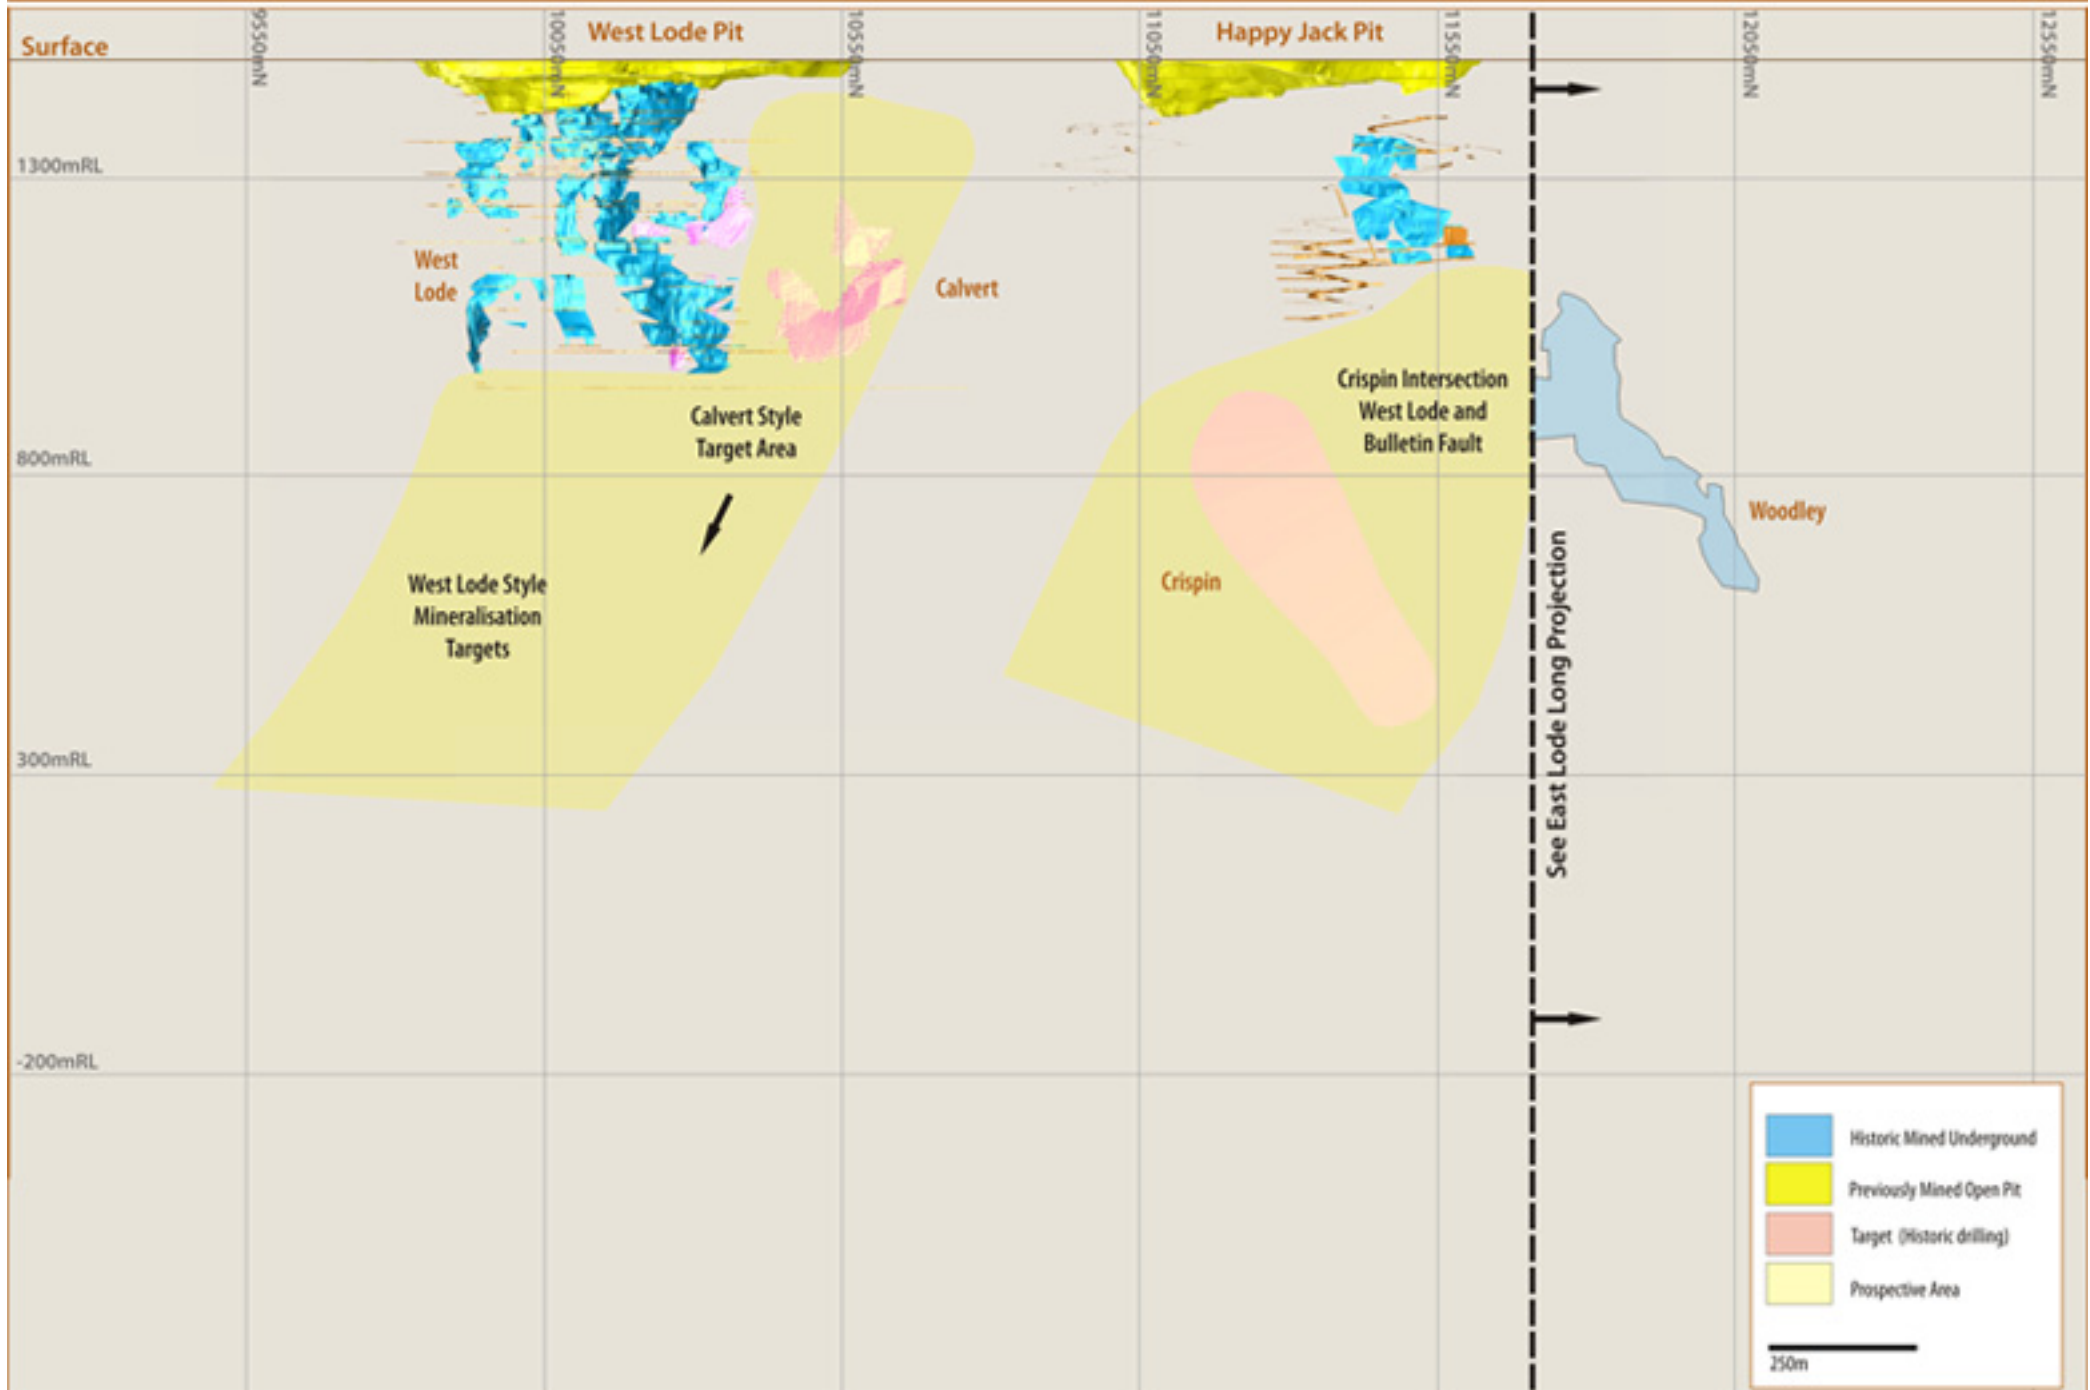 Surface
West Lode Pit
Happy Jack Pit
9550mN
10050mN
10550mN
11050mN
11550mN
12050mN
12550mN
1300mRL
West
Lode
Calvert
Calvert Style
Target Area
Crispin Intersection
West Lode and
Bulletin Fault
800mRL
Woodley
West Lode Style
Mineralisation
Targets
Crispin
See East Lode Long Projection
300mRL
-200mRL
Historic Mined Underground
Previously Mined Open Pit
Target (Historic drilling)
Prospective Area
250m